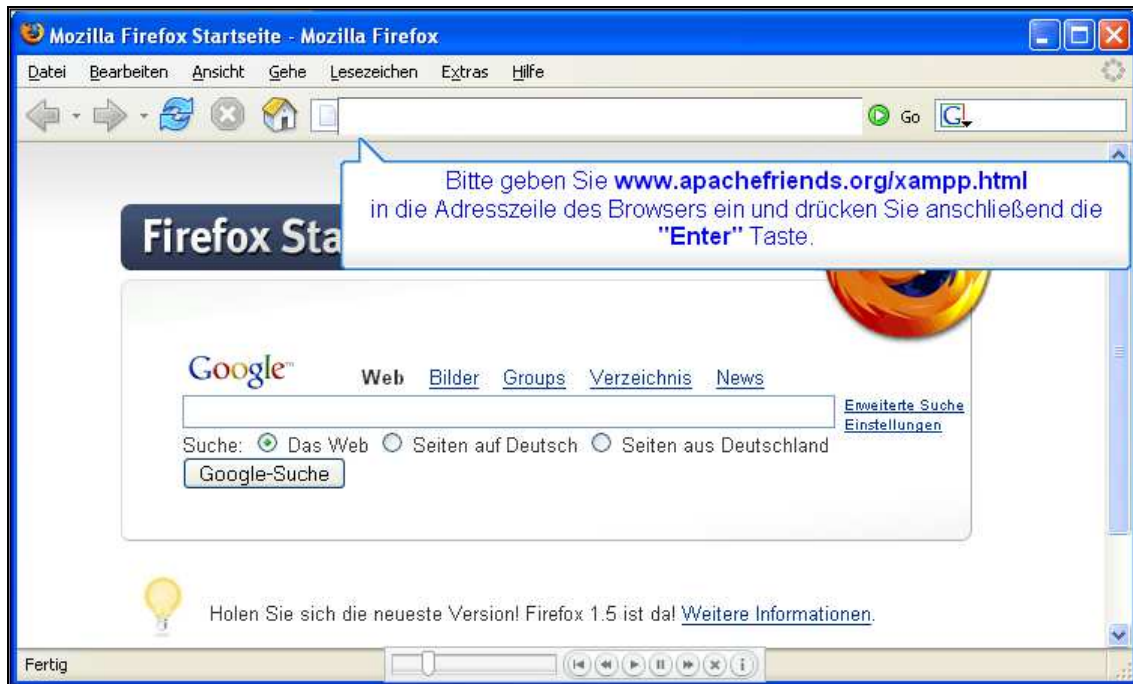 Mozilla Firefox Startseite - Mozilla Firefox
Datei Bearbeiten Ansicht Gehe Lesezeichen Extras Hilfe
Go G
Bitte geben Sie www.apachefriends.org/xampp.html
in die Adresszeile des Browsers ein und drücken Sie anschließend die
"Enter" Taste.
Firefox Sta
Google™ Web Bilder Groups Verzeichnis News
Erweiterte Suche
Einstellungen
Suche: Das Web Seiten auf Deutsch Seiten aus Deutschland
Google-Suche
Holen Sie sich die neueste Version! Firefox 1.5 ist da! Weitere Informationen.
Fertig